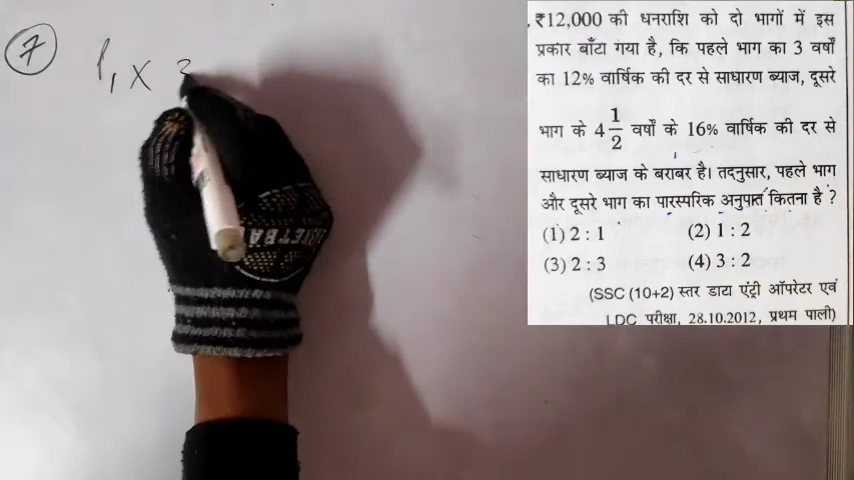 7
P₁ × 3
. ₹12,000 की धनराशि को दो भागों में इस
प्रकार बाँटा गया है, कि पहले भाग का 3 वर्षों
का 12% वार्षिक की दर से साधारण ब्याज, दूसरे
भाग के 4 1/2 वर्षों के 16% वार्षिक की दर से
साधारण ब्याज के बराबर है। तदनुसार, पहले भाग
और दूसरे भाग का पारस्परिक अनुपात कितना है ?
(1) 2 : 1 (2) 1 : 2
(3) 2 : 3 (4) 3 : 2
(SSC (10+2) स्तर डाटा एंट्री ऑपरेटर एवं
LDC परीक्षा, 28.10.2012, प्रथम पाली)